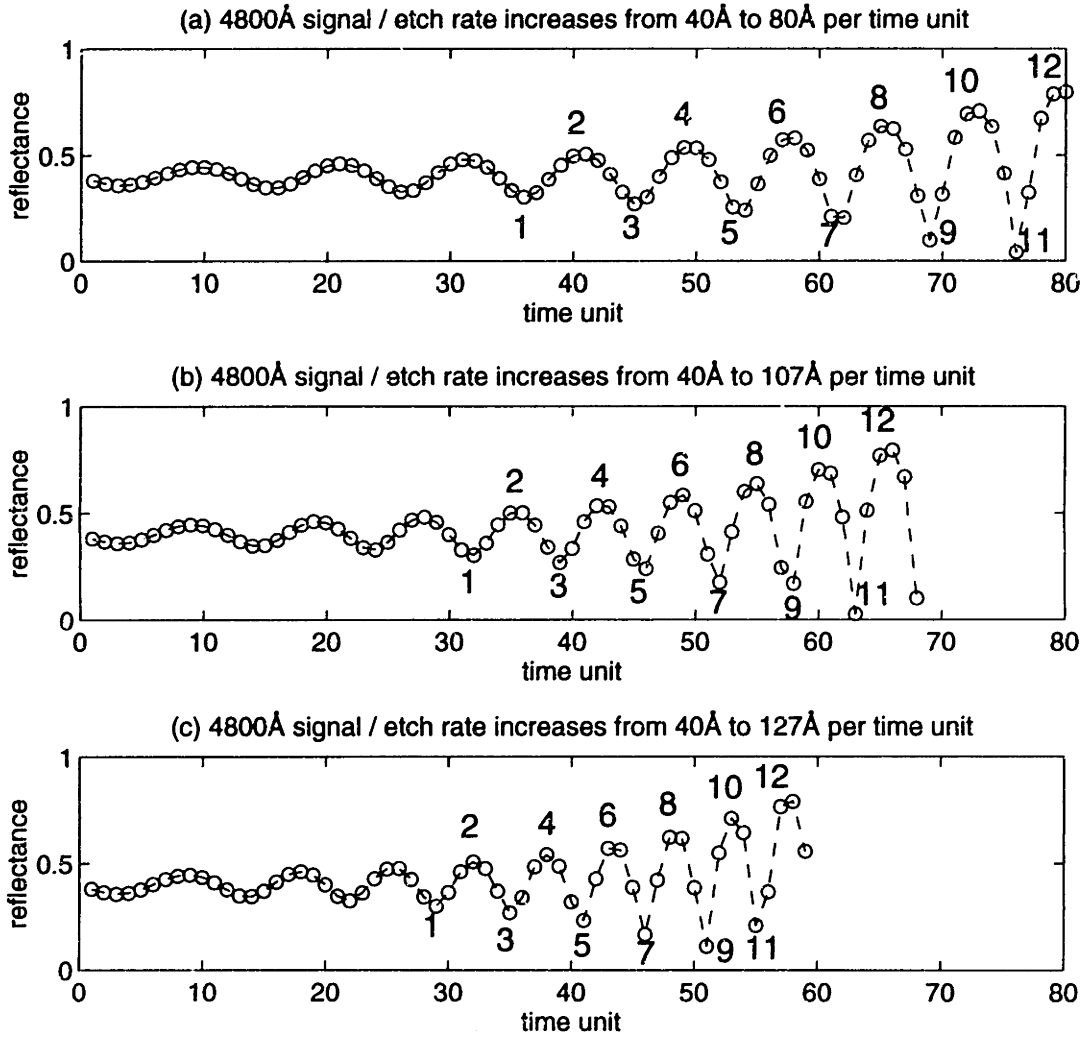 (a) 4800Å signal / etch rate increases from 40Å to 80Å per time unit
1
0.5
0
reflectance
1 2 3 4 5 6 7 8 9 10 11 12
0 10 20 30 40 50 60 70 80
time unit
(b) 4800Å signal / etch rate increases from 40Å to 107Å per time unit
1
0.5
0
reflectance
1 2 3 4 5 6 7 8 9 10 11 12
0 10 20 30 40 50 60 70 80
time unit
(c) 4800Å signal / etch rate increases from 40Å to 127Å per time unit
1
0.5
0
reflectance
1 2 3 4 5 6 7 8 9 10 11 12
0 10 20 30 40 50 60 70 80
time unit